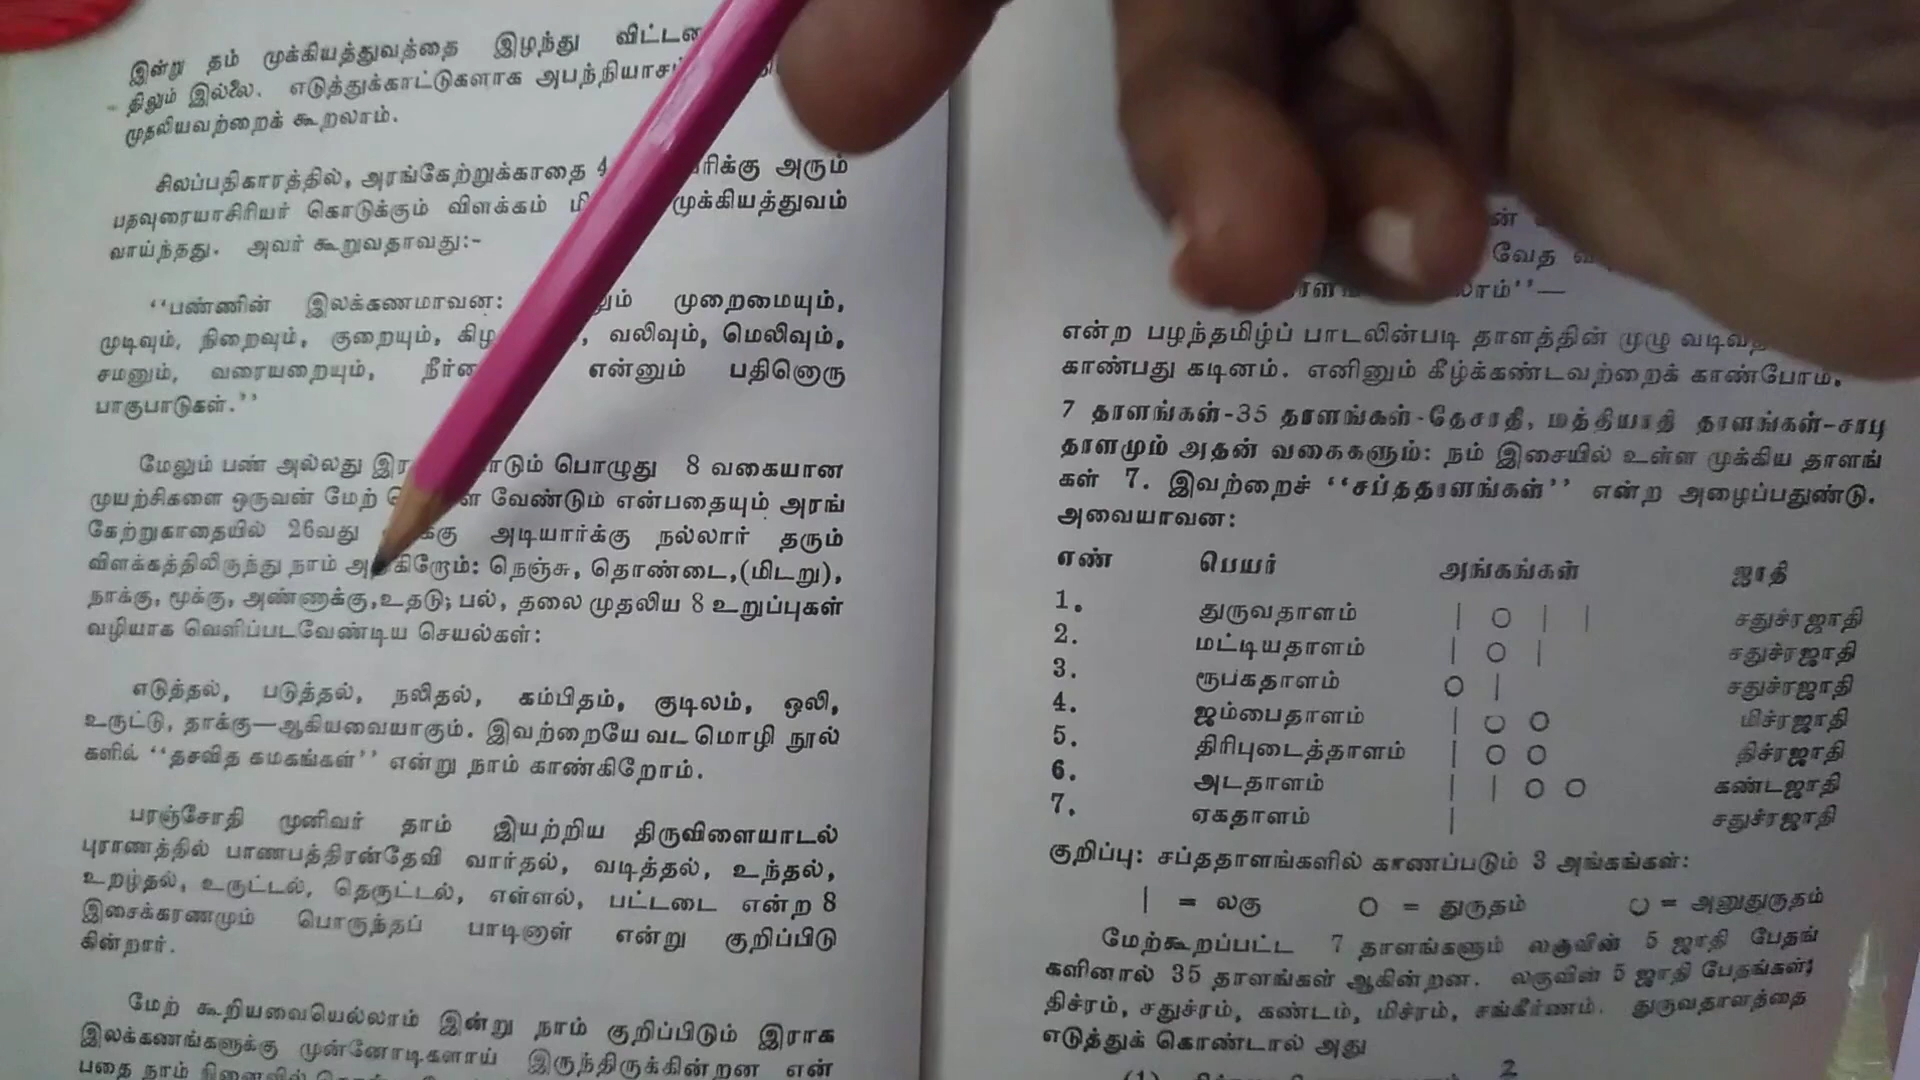 இன்று தம் முக்கியத்துவத்தை இழந்து
திலும் இல்லை. எடுத்துக்காட்டுகளாக
முதலியவற்றைக் கூறலாம்.
சிலப்பதிகாரத்தில், அரங்கேற்றுக்காதை 4 அரும்
பதவுரையாசிரியர் கொடுக்கும் விளக்கம் முக்கியத்துவம்
வாய்ந்தது. அவர் கூறுவதாவது:-
“பண்ணின் இலக்கணமாவன: முறைமையும்,
முடிவும், நிறைவும், குறையும், வலிவும், மெலிவும்,
சமனும், வரையறையும், என்னும் பதினொரு
பாகுபாடுகள்.”
மேலும் பண் அல்லது பொழுது 8 வகையான
முயற்சிகளை ஒருவன் மேற் வேண்டும் என்பதையும் அரங்
கேற்றுகாதையில் 26வது அடியார்க்கு நல்லார் தரும்
விளக்கத்திலிருந்து நாம் நெஞ்சு, தொண்டை,(மிடறு),
நாக்கு, மூக்கு, அண்ணாக்கு,உதடு; பல், தலை முதலிய 8 உறுப்புகள்
வழியாக வெளிப்படவேண்டிய செயல்கள்:
எடுத்தல், படுத்தல், நலிதல், கம்பிதம், குடிலம், ஒலி,
உருட்டு, தாக்கு—ஆகியவையாகும். இவற்றையே வட மொழி நூல்
களில் “தசவித கமகங்கள்” என்று நாம் காண்கிறோம்.
பரஞ்சோதி முனிவர் தாம் இயற்றிய திருவிளையாடல்
புராணத்தில் பாணபத்திரன்தேவி வார்தல், வடித்தல், உந்தல்,
உறழ்தல், உருட்டல், தெருட்டல், எள்ளல், பட்டடை என்ற 8
இசைக்கரணமும் பொருந்தப் பாடினாள் என்று குறிப்பிடு
கின்றார்.
மேற் கூறியவையெல்லாம் இன்று நாம் குறிப்பிடும் இராக
இலக்கணங்களுக்கு முன்னோடிகளாய் இருந்திருக்கின்றன என்
பதை நாம்
வேத
என்ற பழந்தமிழ்ப் பாடலின்படி தாளத்தின் முழு
காண்பது கடினம். எனினும் கீழ்க்கண்டவற்றைக் காண்போம்.
7 தாளங்கள்-35 தாளங்கள்-தேசாதி, மத்தியாதி தாளங்கள்-சாபு
தாளமும் அதன் வகைகளும்: நம் இசையில் உள்ள முக்கிய தாளங்
கள் 7. இவற்றைச் “சப்ததாளங்கள்” என்ற அழைப்பதுண்டு.
அவையாவன:
எண் பெயர் அங்கங்கள் ஜாதி
1. துருவதாளம் | O | | சதுச்ரஜாதி
2. மட்டியதாளம் | O | சதுச்ரஜாதி
3. ரூபகதாளம் O | சதுச்ரஜாதி
4. ஜம்பைதாளம் | ◡ O மிச்ரஜாதி
5. திரிபுடைத்தாளம் | O O திச்ரஜாதி
6. அடதாளம் | | O O கண்டஜாதி
7. ஏகதாளம் | சதுச்ரஜாதி
குறிப்பு: சப்ததாளங்களில் காணப்படும் 3 அங்கங்கள்:
| = லகு O = துருதம் ◡ = அனுதுருதம்
மேற்கூறப்பட்ட 7 தாளங்களும் லகுவின் 5 ஜாதி பேதங்
களினால் 35 தாளங்கள் ஆகின்றன. லகுவின் 5 ஜாதி பேதங்கள்;
திச்ரம், சதுச்ரம், கண்டம், மிச்ரம், சங்கீர்ணம். துருவதாளத்தை
எடுத்துக் கொண்டால் அது
(1) 2